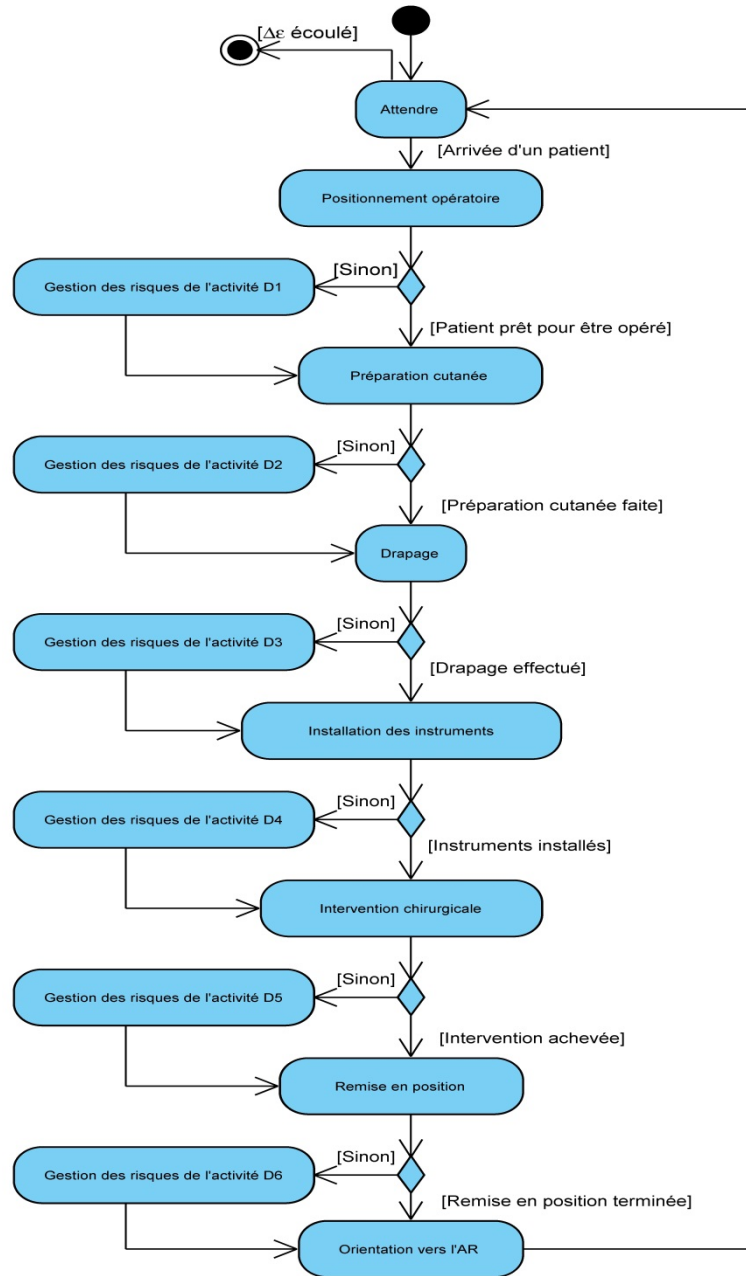 [Δε écoulé]
Attendre
[Arrivée d'un patient]
Positionnement opératoire
[Sinon]
Gestion des risques de l'activité D1
[Patient prêt pour être opéré]
Préparation cutanée
[Sinon]
Gestion des risques de l'activité D2
[Préparation cutanée faite]
Drapage
[Sinon]
Gestion des risques de l'activité D3
[Drapage effectué]
Installation des instruments
[Sinon]
Gestion des risques de l'activité D4
[Instruments installés]
Intervention chirurgicale
[Sinon]
Gestion des risques de l'activité D5
[Intervention achevée]
Remise en position
[Sinon]
Gestion des risques de l'activité D6
[Remise en position terminée]
Orientation vers l'AR